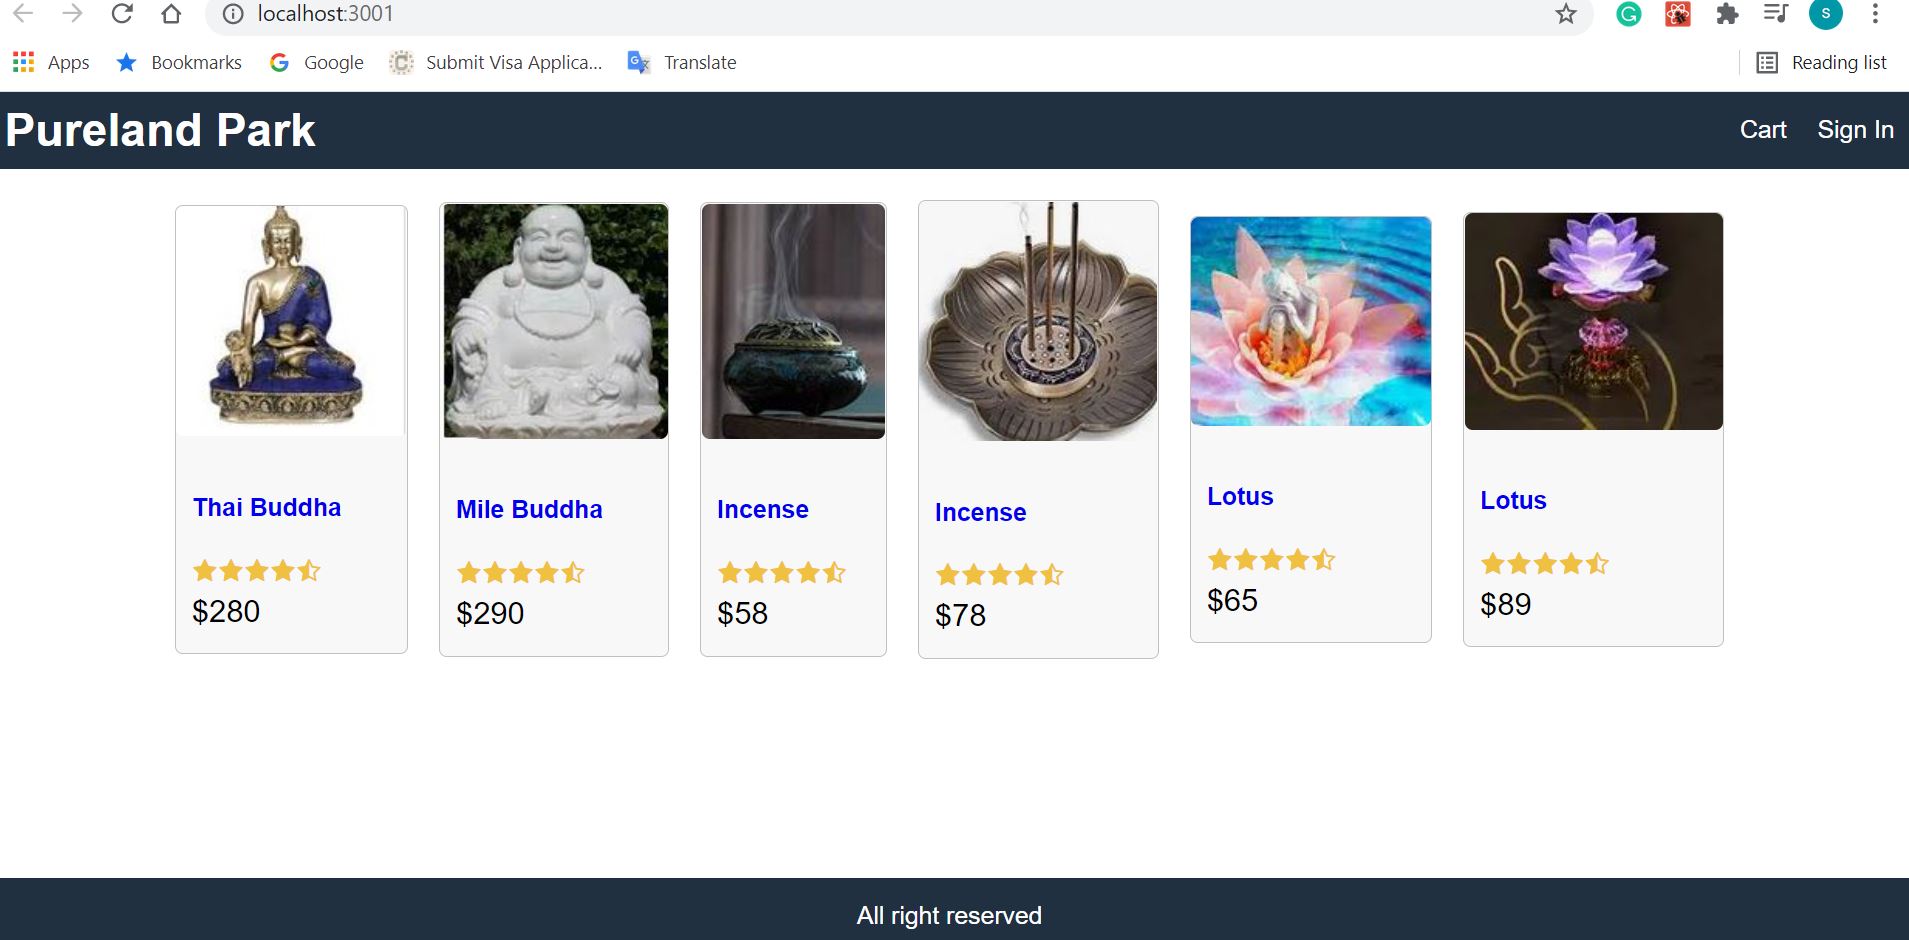 localhost:3001
Apps Bookmarks Google Submit Visa Applica... Translate Reading list
Pureland Park Cart Sign In
Thai Buddha
$280
Mile Buddha
$290
Incense
$58
Incense
$78
Lotus
$65
Lotus
$89
All right reserved